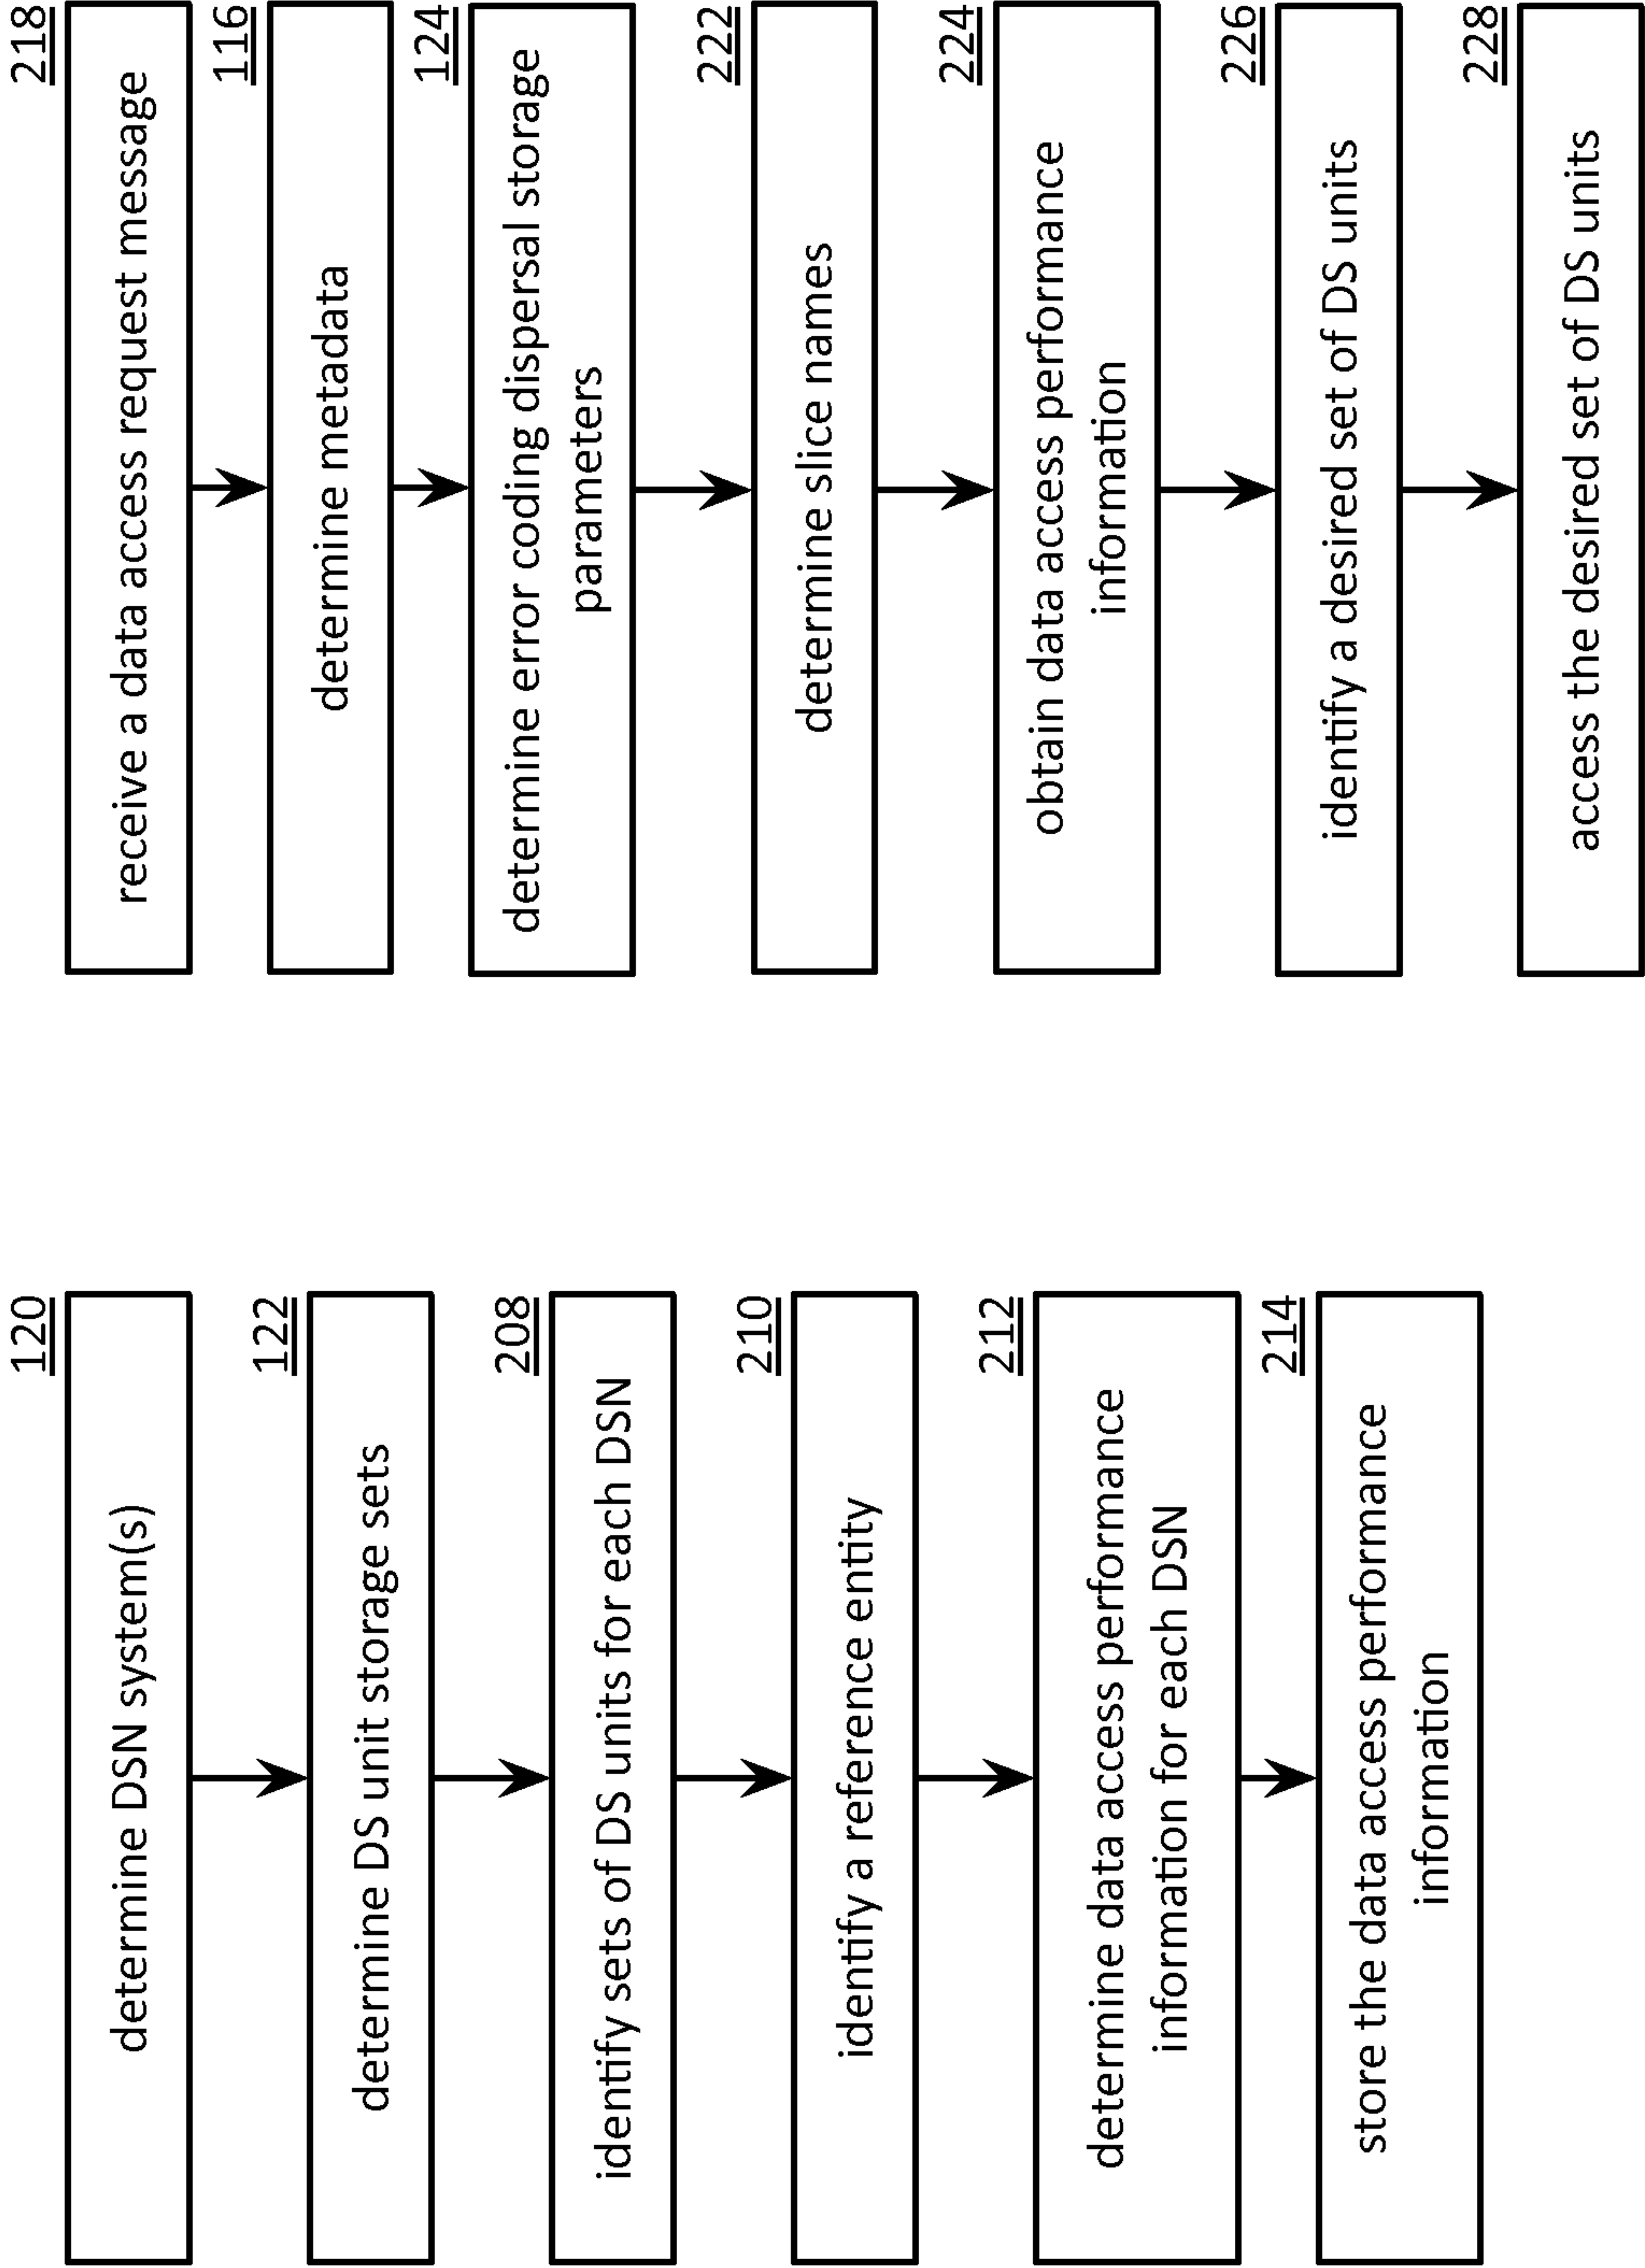 120
determine DSN system(s)
122
determine DS unit storage sets
208
identify sets of DS units for each DSN
210
identify a reference entity
212
determine data access performance
information for each DSN
214
store the data access performance
information
218
receive a data access request message
116
determine metadata
124
determine error coding dispersal storage
parameters
222
determine slice names
224
obtain data access performance
information
226
identify a desired set of DS units
228
access the desired set of DS units